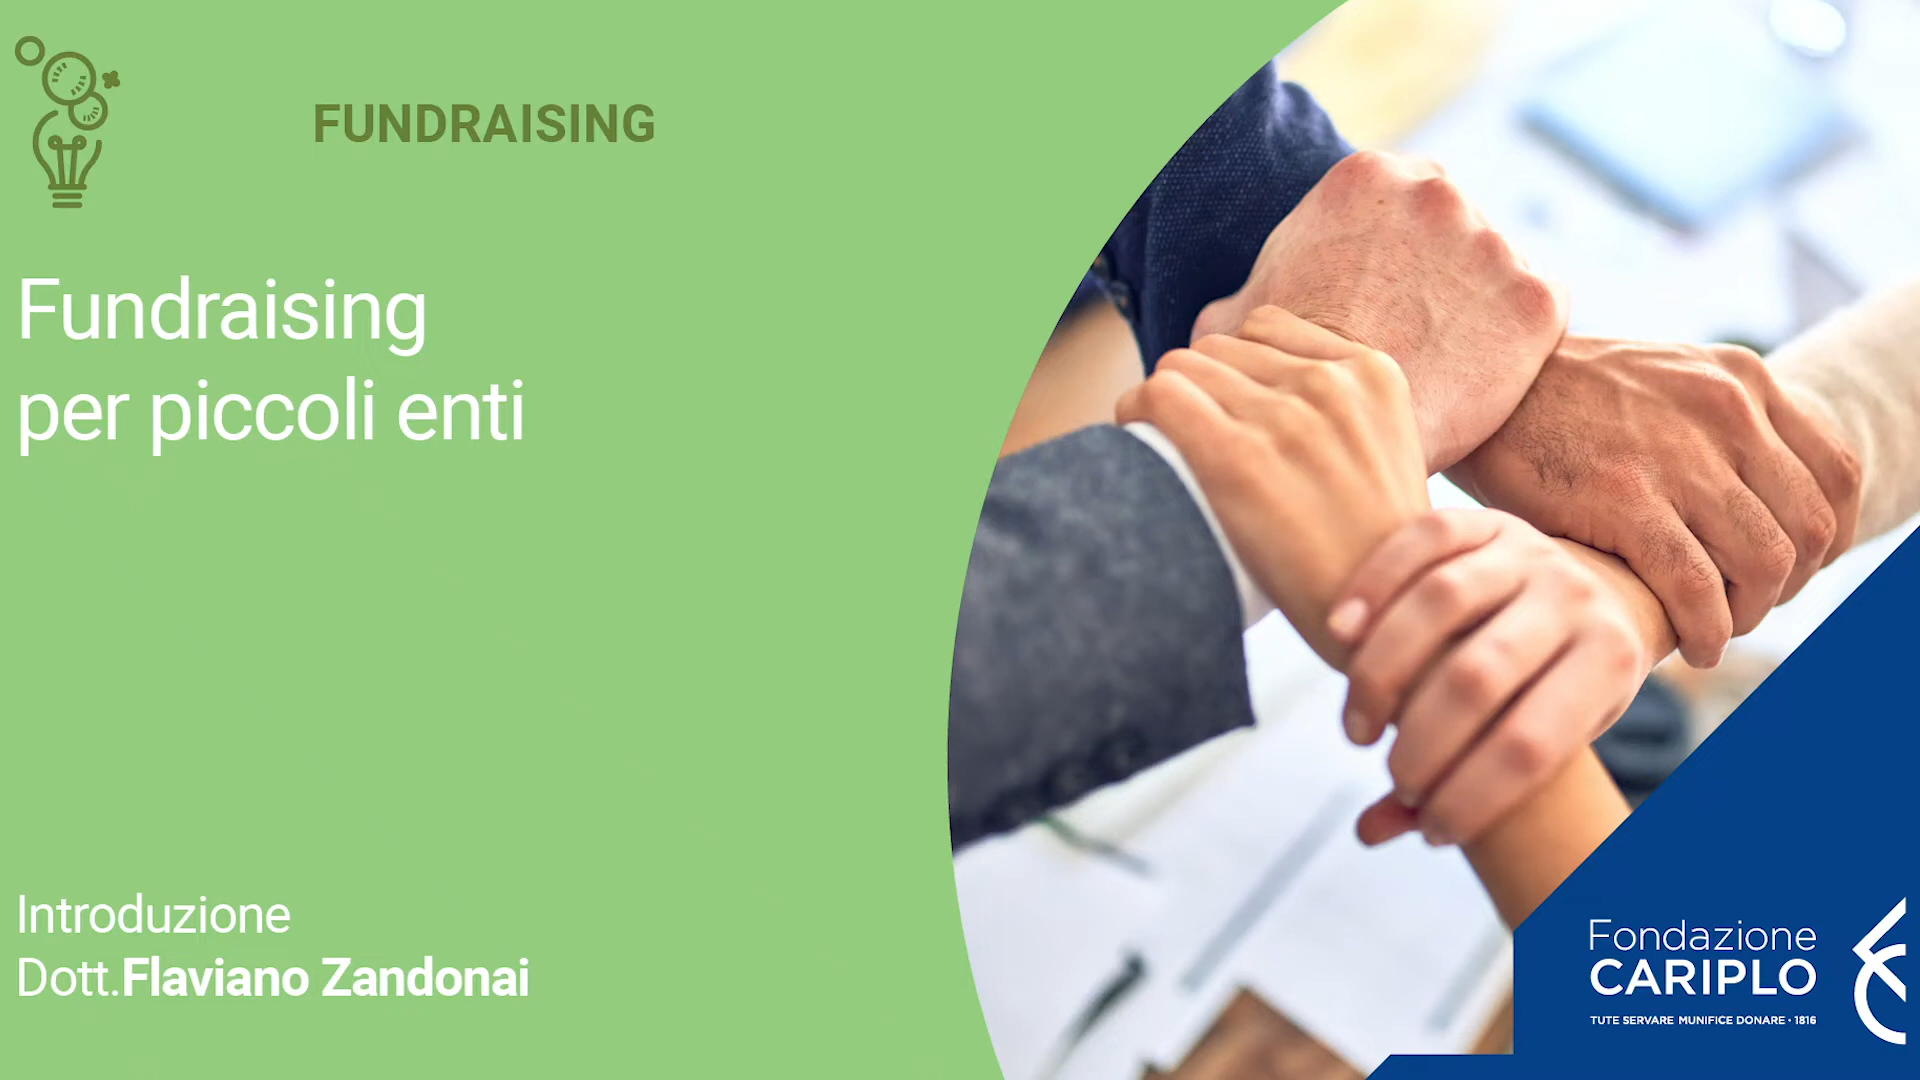 FUNDRAISING
Fundraising
per piccoli enti
Introduzione
Dott.Flaviano Zandonai
Fondazione
CARIPLO
TUTE SERVARE MUNIFICE DONARE • 1816